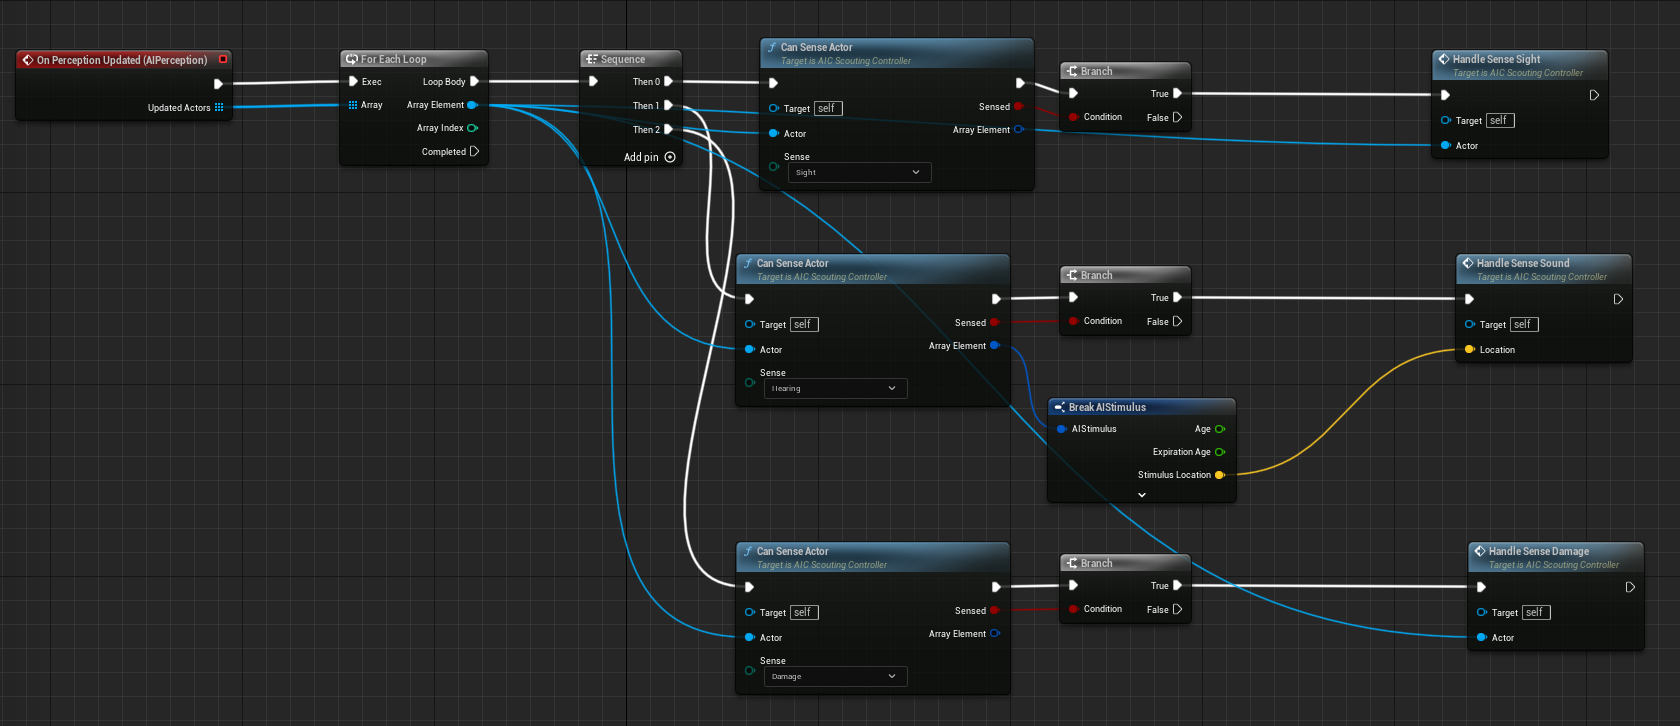 On Perception Updated (AIPerception)
Updated Actors
For Each Loop
Exec
Loop Body
Array
Array Element
Array Index
Completed
Sequence
Then 0
Then 1
Then 2
Add pin
Can Sense Actor
Target is AIC Scouting Controller
Target self
Sensed
Actor
Array Element
Sense
Sight
Branch
True
Condition
False
Handle Sense Sight
Target is AIC Scouting Controller
Target self
Actor
Can Sense Actor
Target is AIC Scouting Controller
Target self
Sensed
Actor
Array Element
Sense
Hearing
Branch
True
Condition
False
Handle Sense Sound
Target is AIC Scouting Controller
Target self
Location
Break AIStimulus
AIStimulus
Age
Expiration Age
Stimulus Location
Can Sense Actor
Target is AIC Scouting Controller
Target self
Sensed
Actor
Array Element
Sense
Damage
Branch
True
Condition
False
Handle Sense Damage
Target is AIC Scouting Controller
Target self
Actor